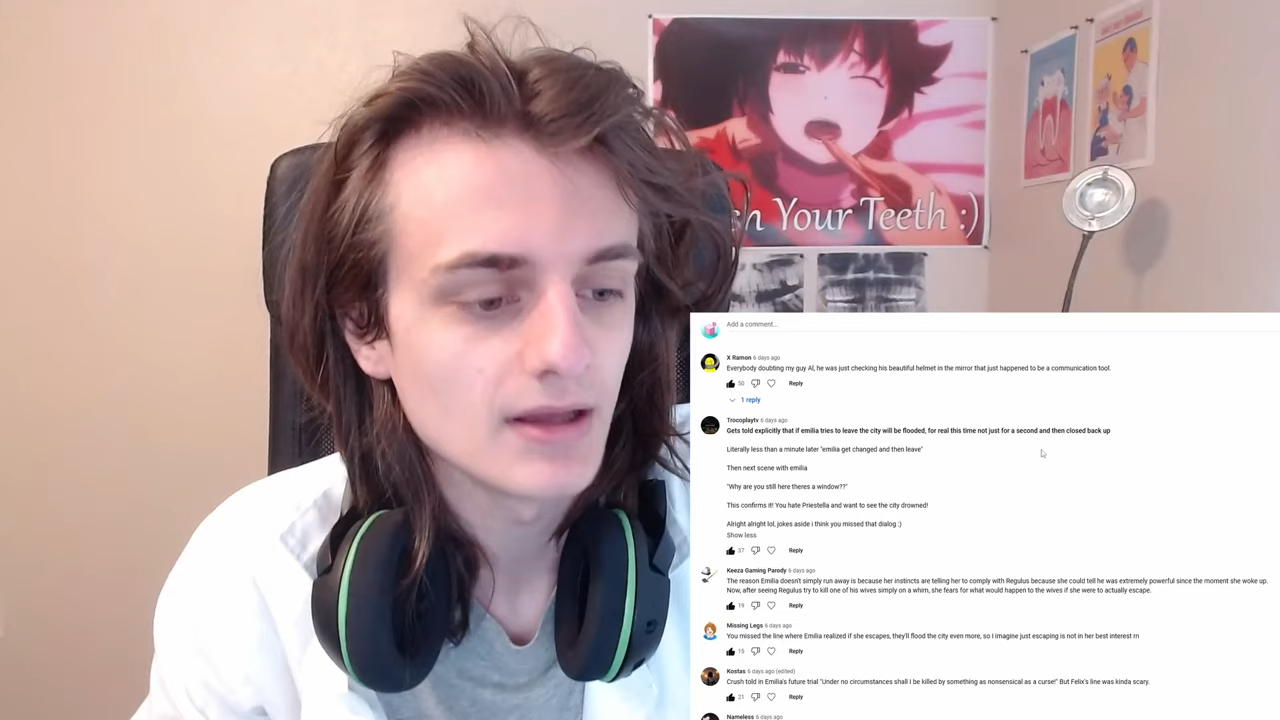 sh Your Teeth :)
Add a comment...
X Ramon 6 days ago
Everybody doubting my guy Al, he was just checking his beautiful helmet in the mirror that just happened to be a communication tool.
50 Reply
1 reply
Trocoplaytv 6 days ago
Gets told explicitly that if emilia tries to leave the city will be flooded, for real this time not just for a second and then closed back up
Literally less than a minute later "emilia get changed and then leave"
Then next scene with emilia
"Why are you still here theres a window??"
This confirms it! You hate Priestella and want to see the city drowned!
Alright alright lol, jokes aside i think you missed that dialog ;)
Show less
37 Reply
Keeza Gaming Parody 6 days ago
The reason Emilia doesn't simply run away is because her instincts are telling her to comply with Regulus because she could tell he was extremely powerful since the moment she woke up.
Now, after seeing Regulus try to kill one of his wives simply on a whim, she fears for what would happen to the wives if she were to actually escape.
19 Reply
Missing Legs 6 days ago
You missed the line where Emilia realized if she escapes, they'll flood the city even more, so I imagine just escaping is not in her best interest rn
15 Reply
Kostas 6 days ago (edited)
Crush told in Emilia's future trial "Under no circumstances shall I be killed by something as nonsensical as a curse!" But Felix's line was kinda scary.
21 Reply
Nameless 6 days ago